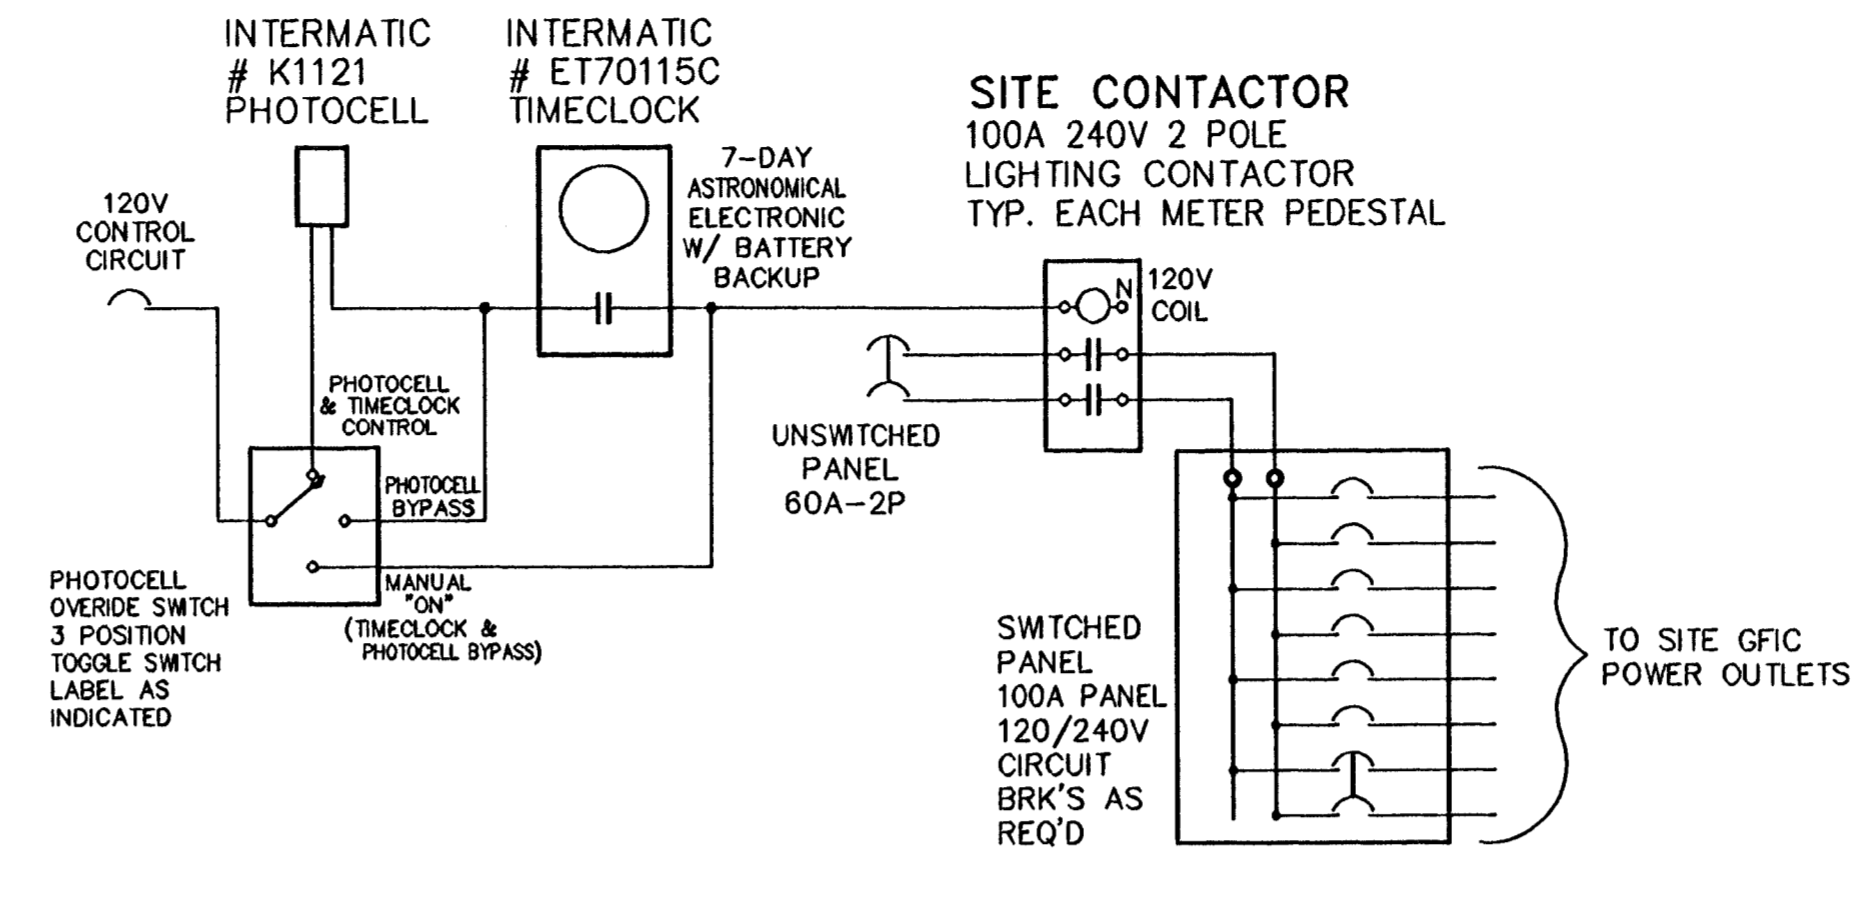 INTERMATIC
# K1121
PHOTOCELL
INTERMATIC
# ET70115C
TIMECLOCK
7-DAY
ASTRONOMICAL
ELECTRONIC
W/ BATTERY
BACKUP
SITE CONTACTOR
100A 240V 2 POLE
LIGHTING CONTACTOR
TYP. EACH METER PEDESTAL
120V
CONTROL
CIRCUIT
N
120V
COIL
PHOTOCELL
& TIMECLOCK
CONTROL
PHOTOCELL
BYPASS
UNSWITCHED
PANEL
60A-2P
MANUAL
"ON"
(TIMECLOCK &
PHOTOCELL BYPASS)
PHOTOCELL
OVERIDE SWITCH
3 POSITION
TOGGLE SWITCH
LABEL AS
INDICATED
SWITCHED
PANEL
100A PANEL
120/240V
CIRCUIT
BRK'S AS
REQ'D
TO SITE GFIC
POWER OUTLETS